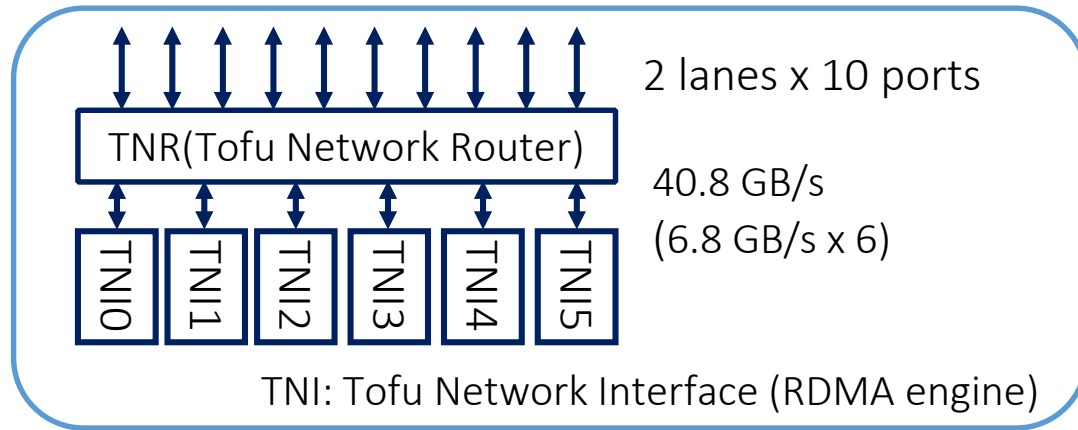 2 lanes x 10 ports
TNR(Tofu Network Router)
40.8 GB/s
(6.8 GB/s x 6)
TNI0
TNI1
TNI2
TNI3
TNI4
TNI5
TNI: Tofu Network Interface (RDMA engine)